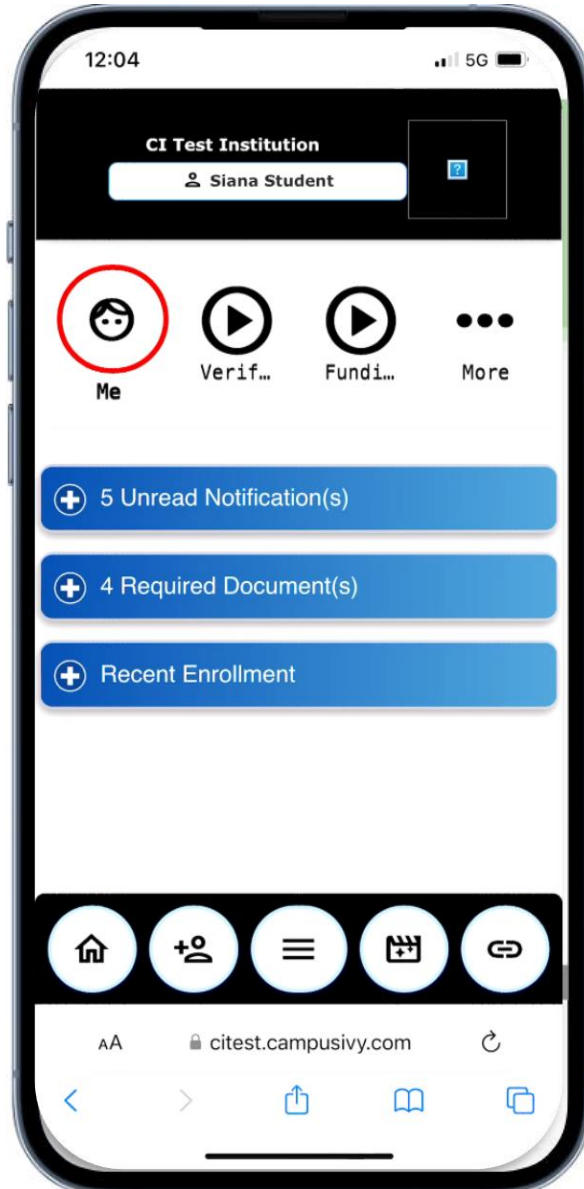 12:04
5G
CI Test Institution
Siana Student
?
Me
Verif…
Fundi…
More
5 Unread Notification(s)
4 Required Document(s)
Recent Enrollment
AA
citest.campusivy.com